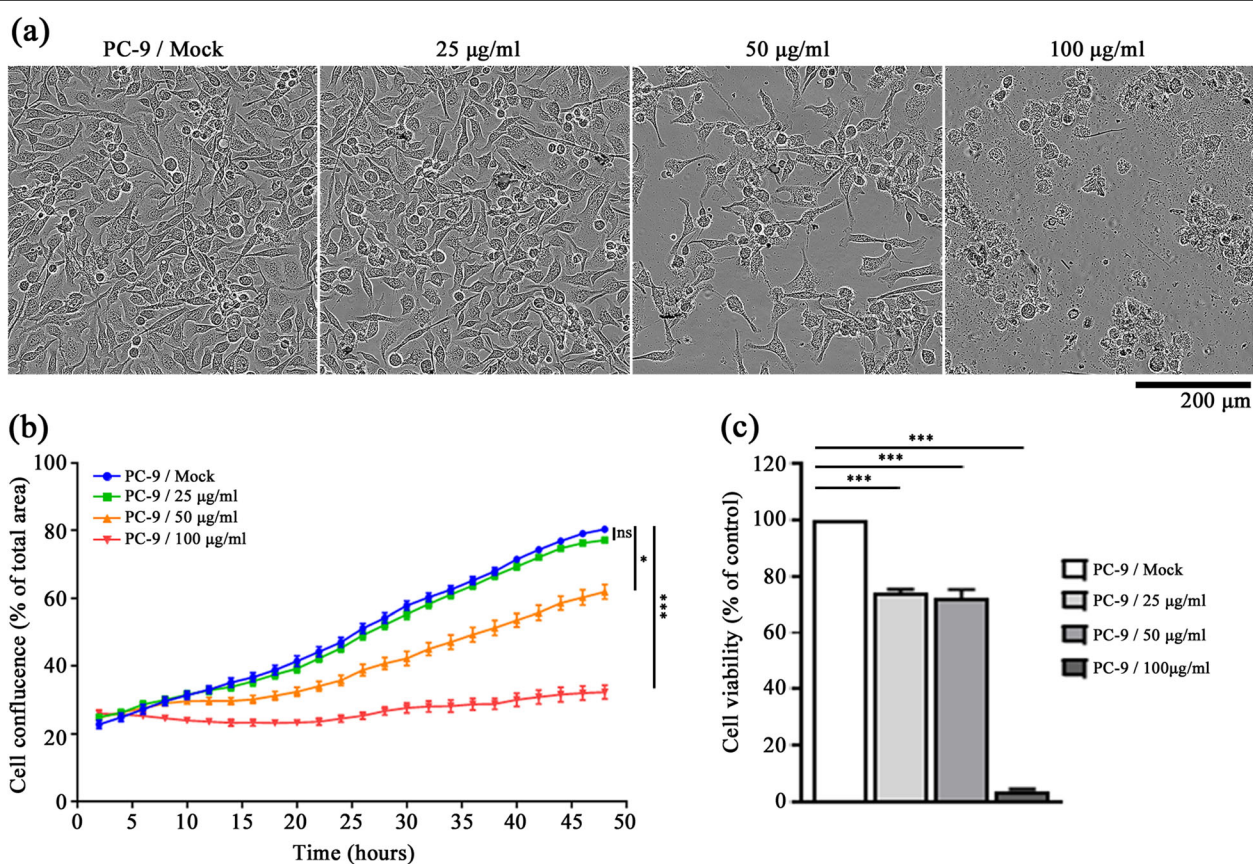 (a)
PC-9 / Mock
25 µg/ml
50 µg/ml
100 µg/ml
200 µm
(b)
Cell conflucence (% of total area)
100
80
60
40
20
0
PC-9 / Mock
PC-9 / 25 µg/ml
PC-9 / 50 µg/ml
PC-9 / 100 µg/ml
ns
*
***
0 5 10 15 20 25 30 35 40 45 50
Time (hours)
(c)
Cell viability (% of control)
120
100
80
60
40
20
0
***
***
***
PC-9 / Mock
PC-9 / 25 µg/ml
PC-9 / 50 µg/ml
PC-9 / 100µg/ml